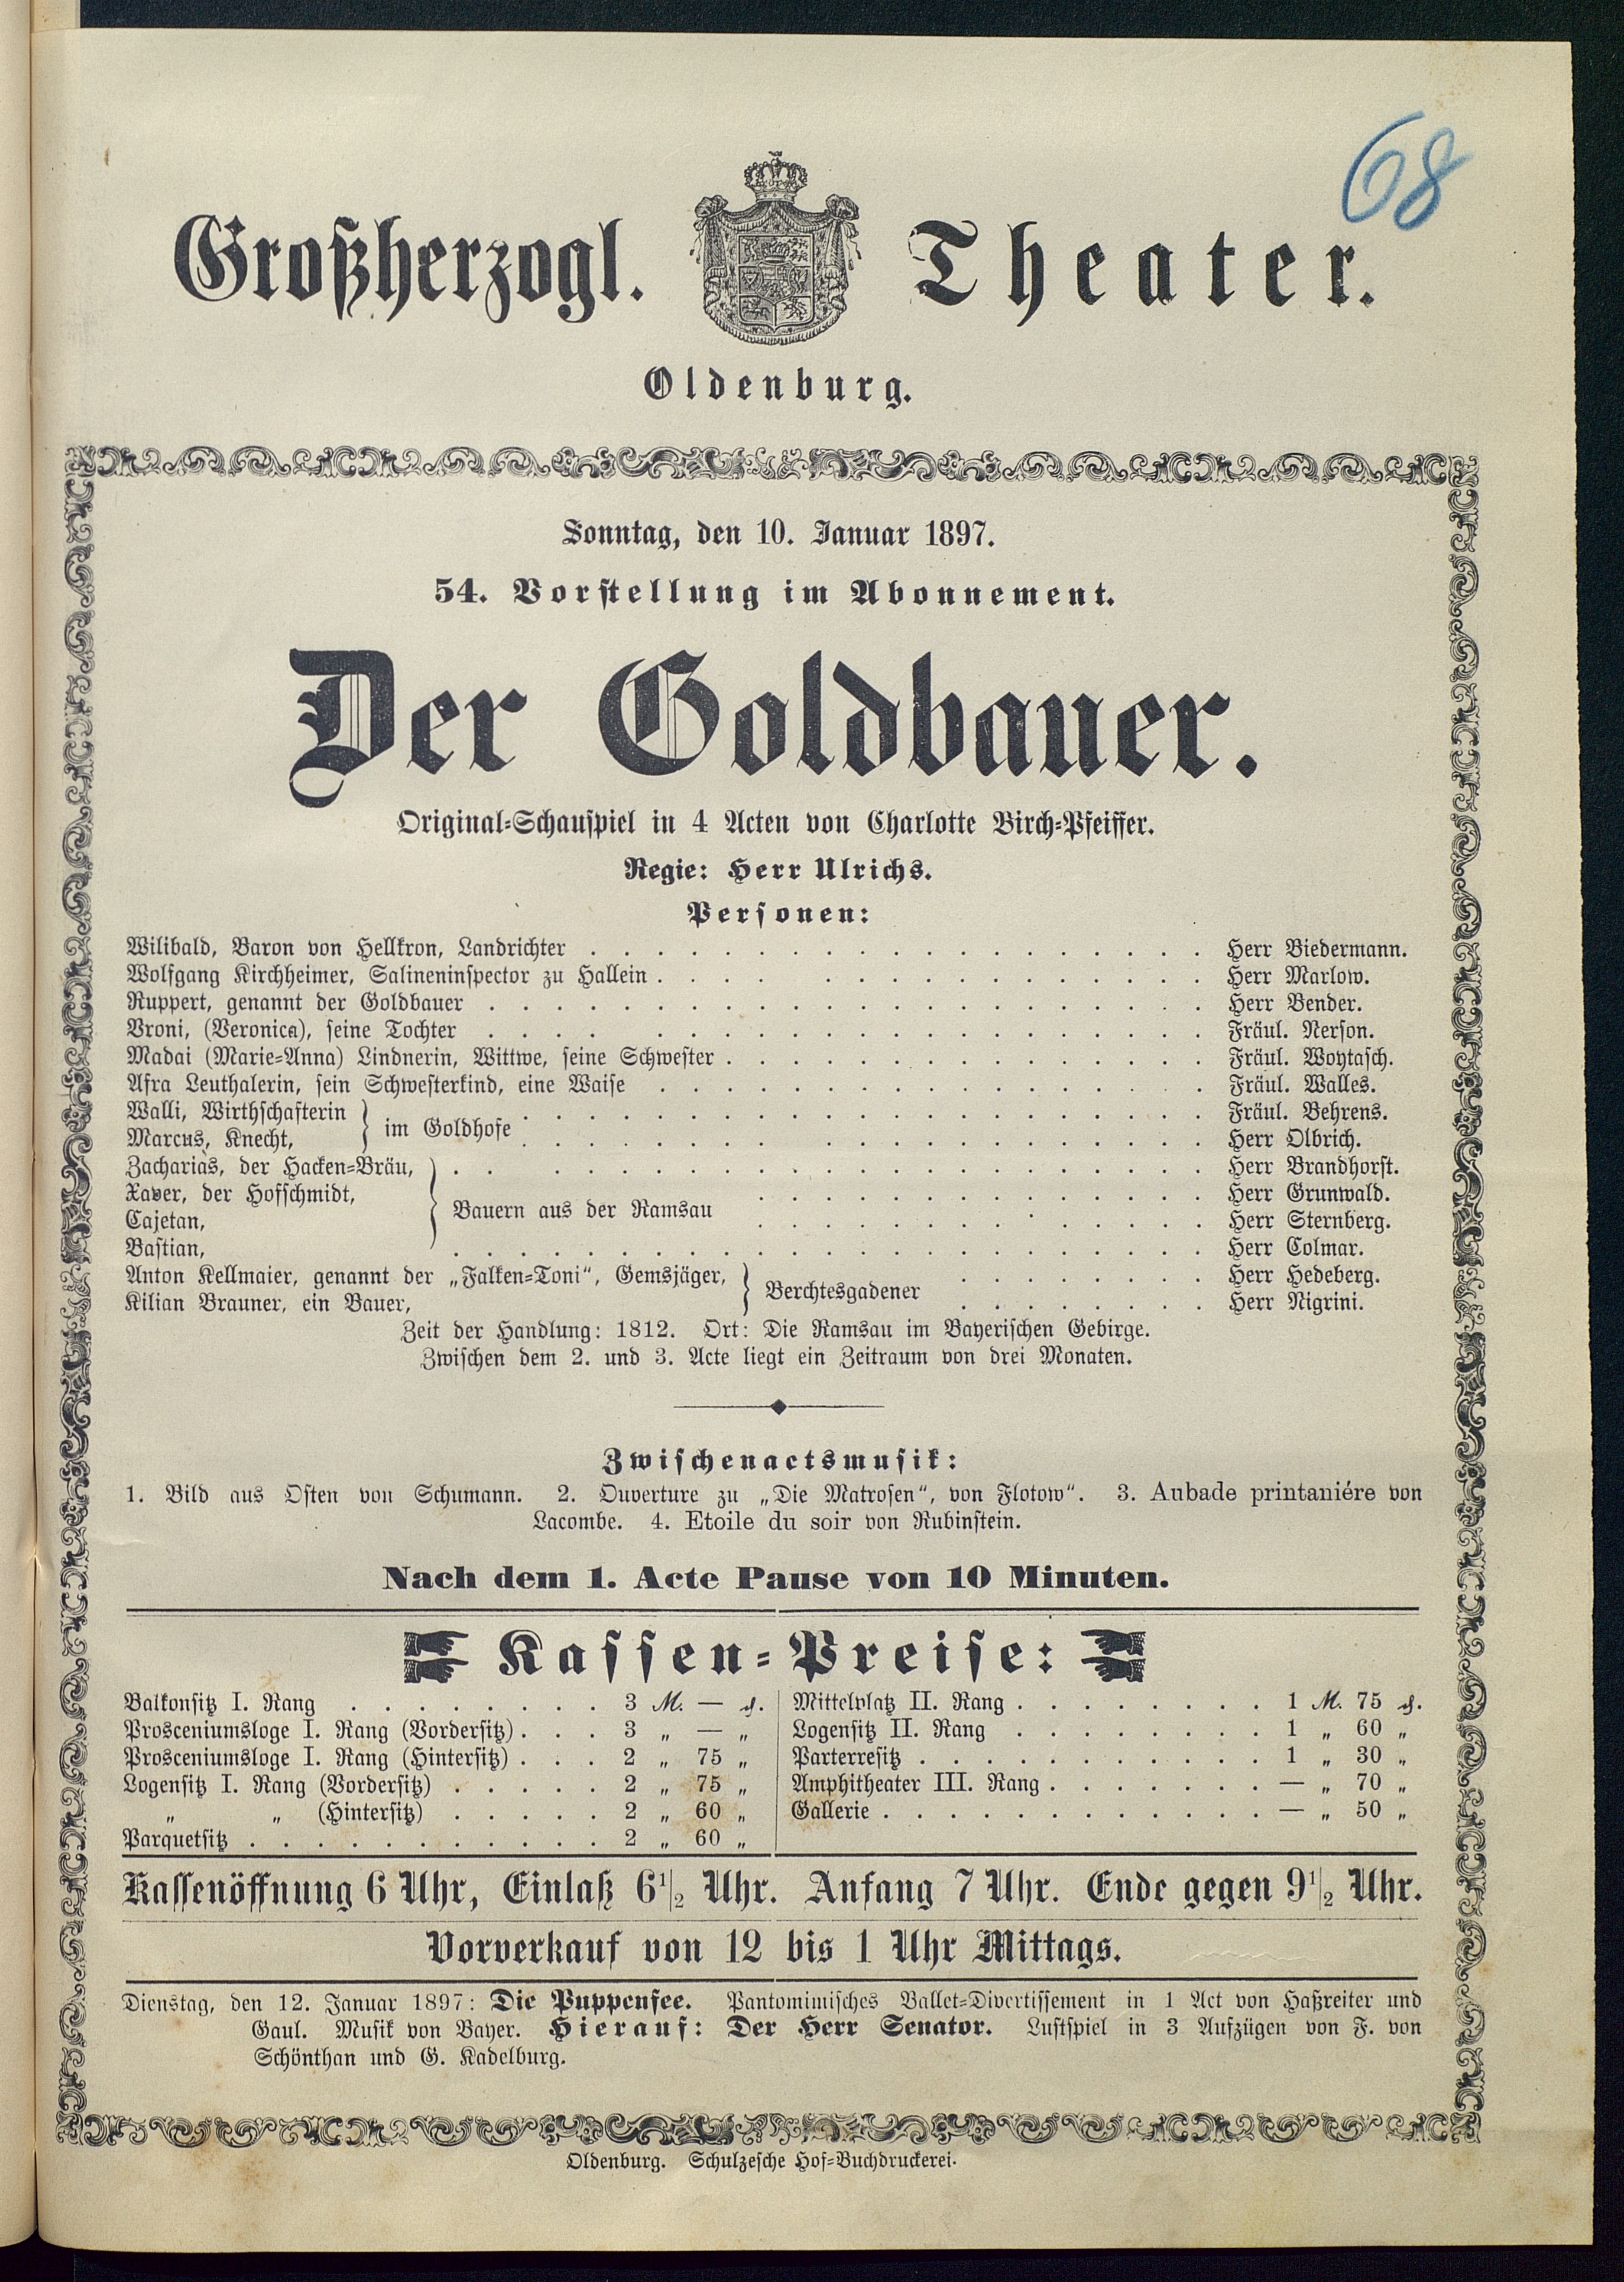 68
Großherzogl. Theater.
Oldenburg.
Sonntag, den 10. Januar 1897.
54. Vorstellung im Abonnement.
Der Goldbauer.
Original-Schauspiel in 4 Acten von Charlotte Birch-Pfeiffer.
Regie: Herr Ulrichs.
Personen:
Wilibald, Baron von Hellkron, Landrichter . . . . . . . . . . . . . . . . . . Herr Biedermann.
Wolfgang Kirchheimer, Salineninspector zu Hallein . . . . . . . . . . . . . . . . Herr Marlow.
Ruppert, genannt der Goldbauer . . . . . . . . . . . . . . . . . . . . . Herr Bender.
Vroni, (Veronica), seine Tochter . . . . . . . . . . . . . . . . . . . . Fräul. Nerson.
Madai (Marie-Anna) Lindnerin, Wittwe, seine Schwester . . . . . . . . . . . . . . . Fräul. Woytasch.
Afra Leuthalerin, sein Schwesterkind, eine Waise . . . . . . . . . . . . . . . . Fräul. Walles.
Walli, Wirthschafterin } im Goldhofe . . . . . . . . . . . . . . . . . . . . Fräul. Behrens.
Marcus, Knecht, } . . . . . . . . . . . . . . . . . . . . Herr Olbrich.
Zacharias, der Hacken-Bräu, } . . . . . . . . . . . . . . . . . . . . . Herr Brandhorst.
Xaver, der Hofschmidt, . . . . . . . . . . . . . . Herr Grunwald.
Cajetan, } Bauern aus der Ramsau . . . . . . . . . . . . . . Herr Sternberg.
Bastian, . . . . . . . . . . . . . . . . . . . . . . . Herr Colmar.
Anton Kellmaier, genannt der „Falken-Toni“, Gemsjäger, } Berchtesgadener . . . . . . . . Herr Hedeberg.
Kilian Brauner, ein Bauer, } . . . . . . . . Herr Nigrini.
Zeit der Handlung: 1812. Ort: Die Ramsau im Bayerischen Gebirge.
Zwischen dem 2. und 3. Acte liegt ein Zeitraum von drei Monaten.
Zwischenactsmusik:
1. Bild aus Osten von Schumann. 2. Ouverture zu „Die Matrosen“, von Flotow“. 3. Aubade printaniére von
Lacombe. 4. Etoile du soir von Rubinstein.
Nach dem 1. Acte Pause von 10 Minuten.
Kassen-Preise:
Balkonsitz I. Rang . . . . . . . . 3 M. — ₰.
Prosceniumsloge I. Rang (Vordersitz) . . . 3 „ — „
Prosceniumsloge I. Rang (Hintersitz) . . . 2 „ 75 „
Logensitz I. Rang (Vordersitz) . . . . . 2 „ 75 „
„ „ (Hintersitz) . . . . . 2 „ 60 „
Parquetsitz . . . . . . . . . . . 2 „ 60 „
Mittelplatz II. Rang . . . . . . . . 1 M. 75 ₰.
Logensitz II. Rang . . . . . . . . 1 „ 60 „
Parterresitz . . . . . . . . . . . 1 „ 30 „
Amphitheater III. Rang . . . . . . . — „ 70 „
Gallerie . . . . . . . . . . . . — „ 50 „
Kassenöffnung 6 Uhr, Einlaß 6 1/2 Uhr. Anfang 7 Uhr. Ende gegen 9 1/2 Uhr.
Vorverkauf von 12 bis 1 Uhr Mittags.
Dienstag, den 12. Januar 1897: Die Puppenfee. Pantomimisches Ballet-Divertissement in 1 Act von Haßreiter und
Gaul. Musik von Bayer. Hierauf: Der Herr Senator. Lustspiel in 3 Aufzügen von F. von
Schönthan und G. Kadelburg.
Oldenburg. Schulzesche Hof-Buchdruckerei.